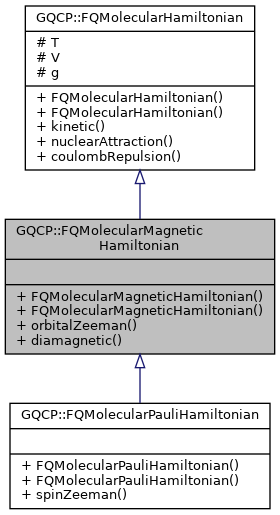 GQCP::FQMolecularHamiltonian
# T
# V
# g
+ FQMolecularHamiltonian()
+ FQMolecularHamiltonian()
+ kinetic()
+ nuclearAttraction()
+ coulombRepulsion()
GQCP::FQMolecularMagnetic
Hamiltonian
+ FQMolecularMagneticHamiltonian()
+ FQMolecularMagneticHamiltonian()
+ orbitalZeeman()
+ diamagnetic()
GQCP::FQMolecularPauliHamiltonian
+ FQMolecularPauliHamiltonian()
+ FQMolecularPauliHamiltonian()
+ spinZeeman()